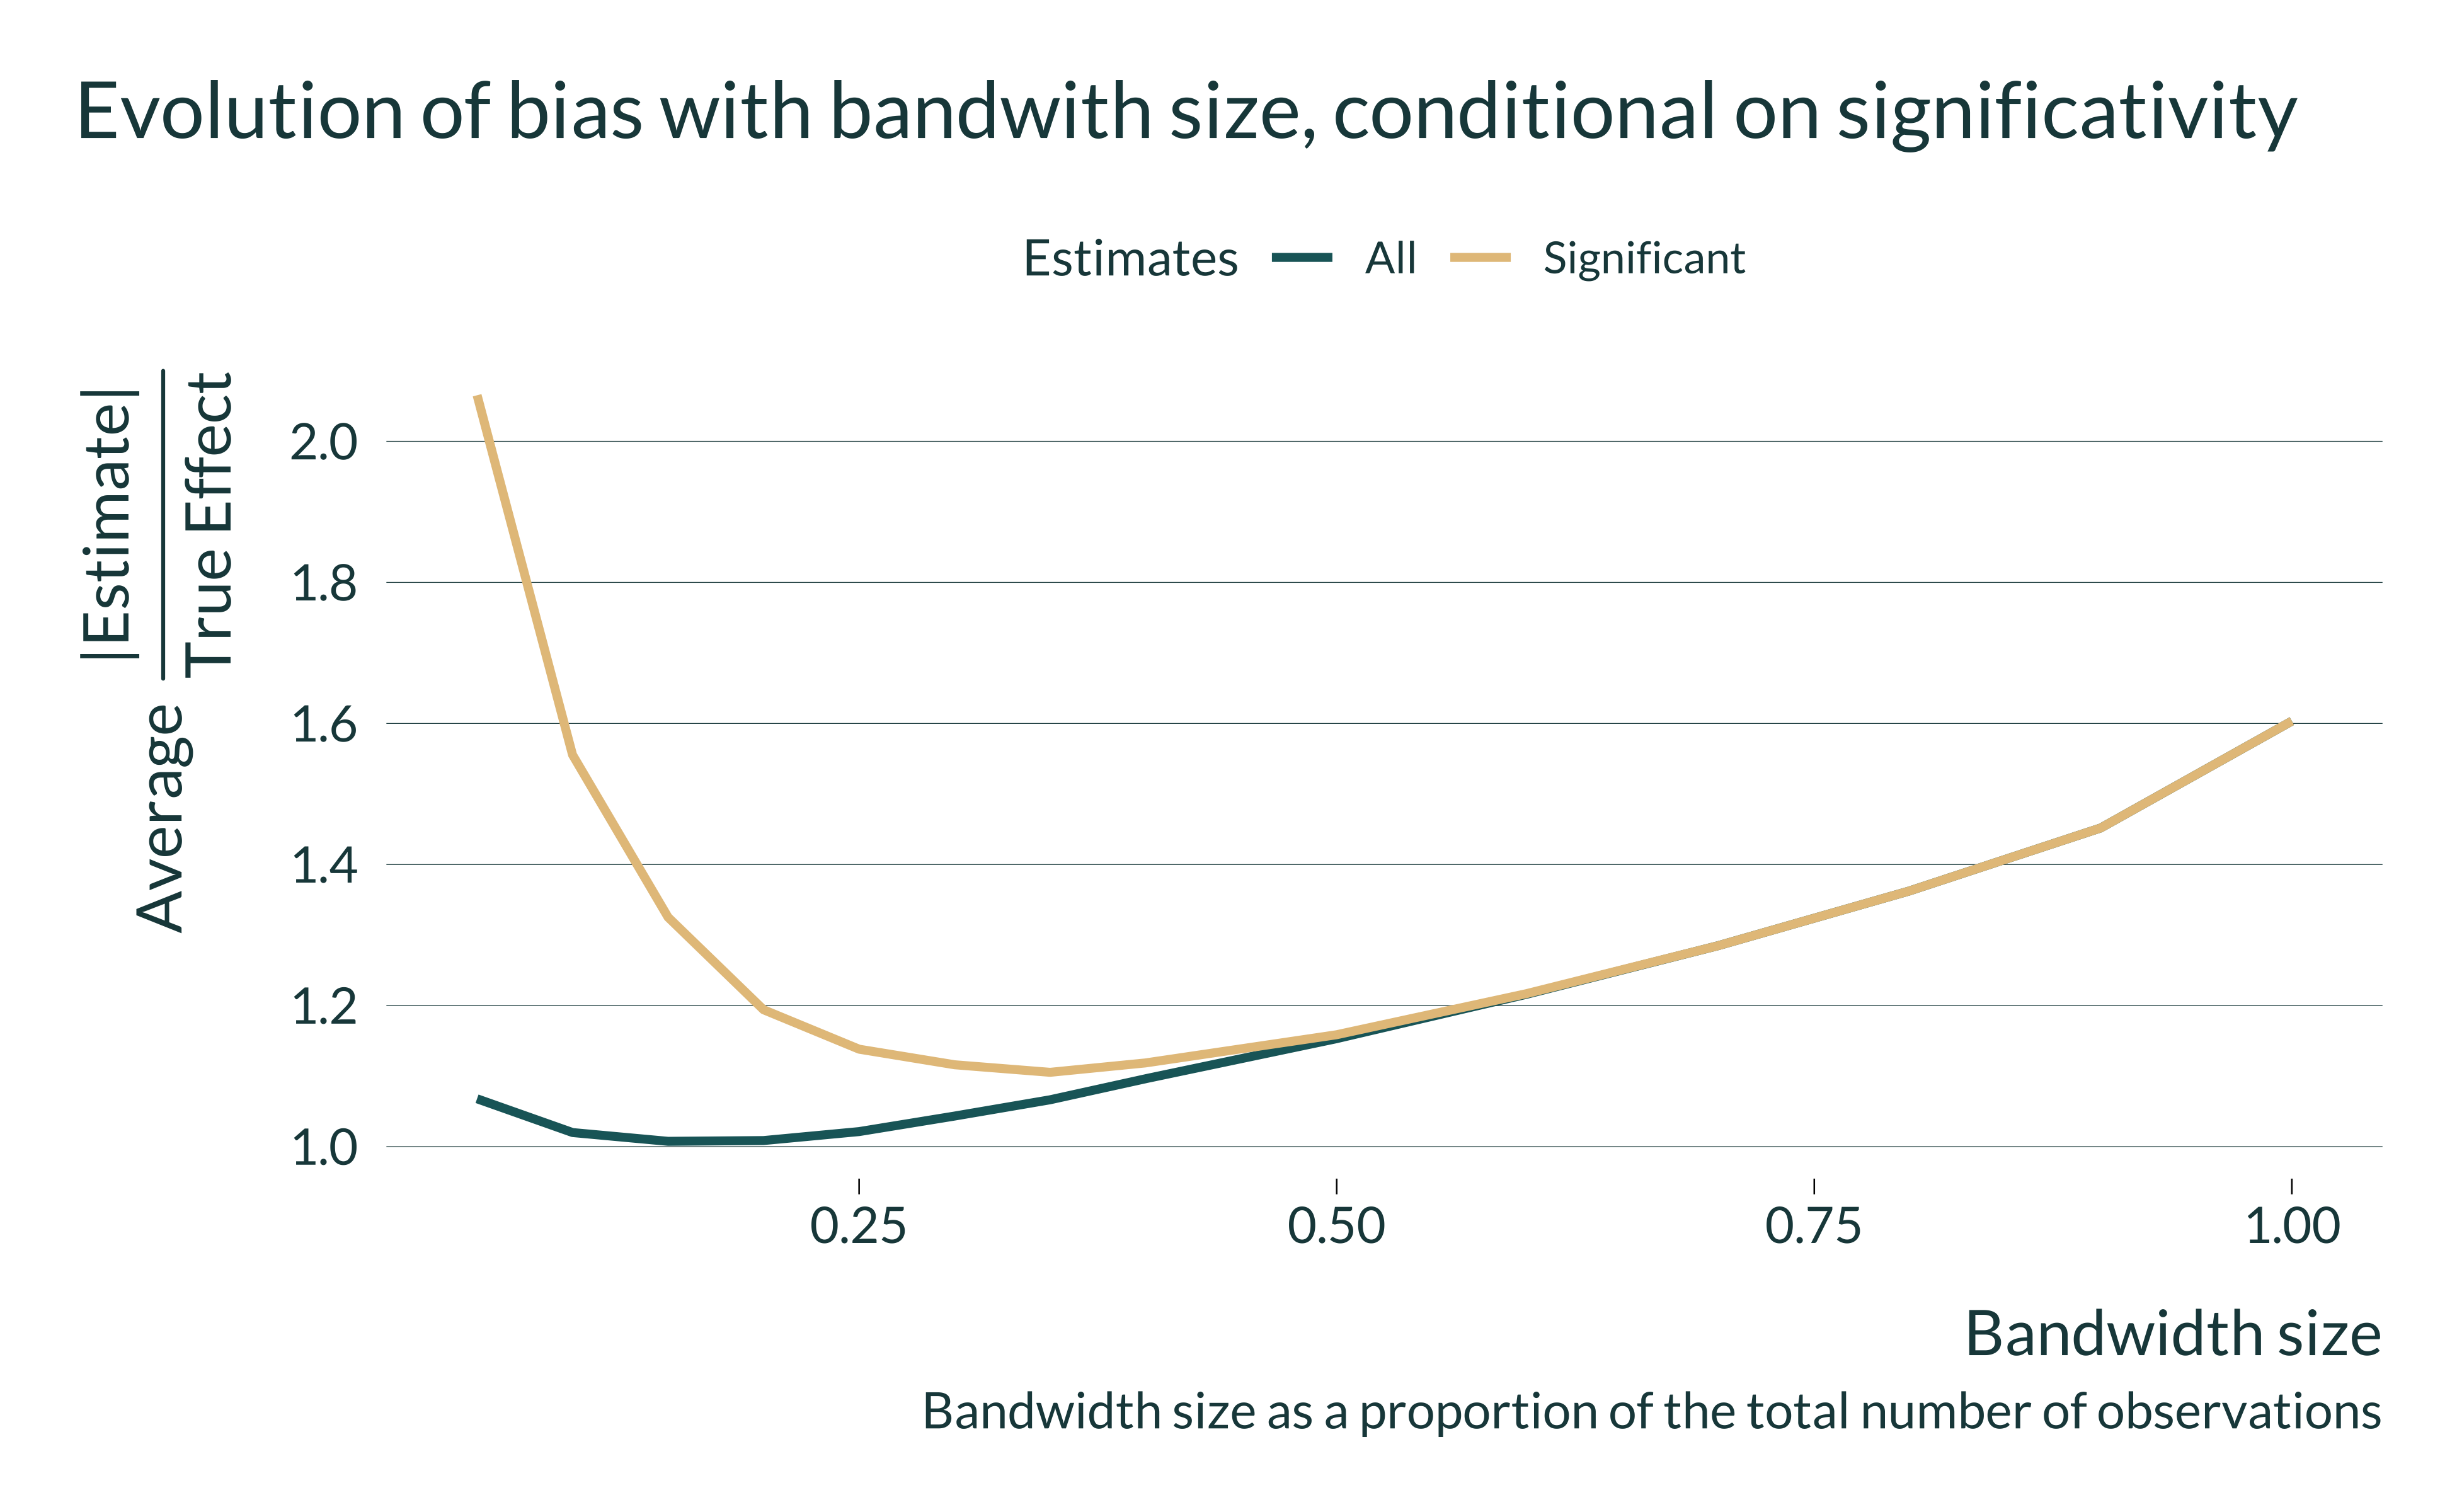 Evolution of bias with bandwith size, conditional on significativity
Estimates All Significant
Average |Estimate|
True Effect
2.0
1.8
1.6
1.4
1.2
1.0
0.25 0.50 0.75 1.00
Bandwidth size
Bandwidth size as a proportion of the total number of observations